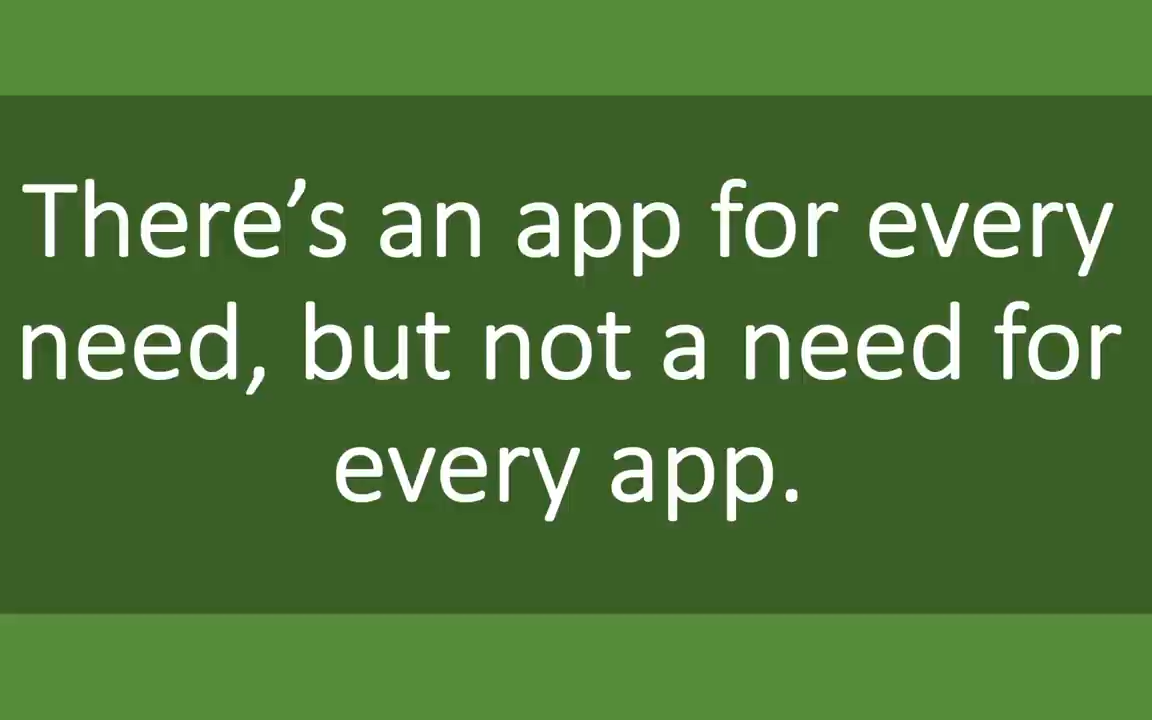 There’s an app for every
need, but not a need for
every app.